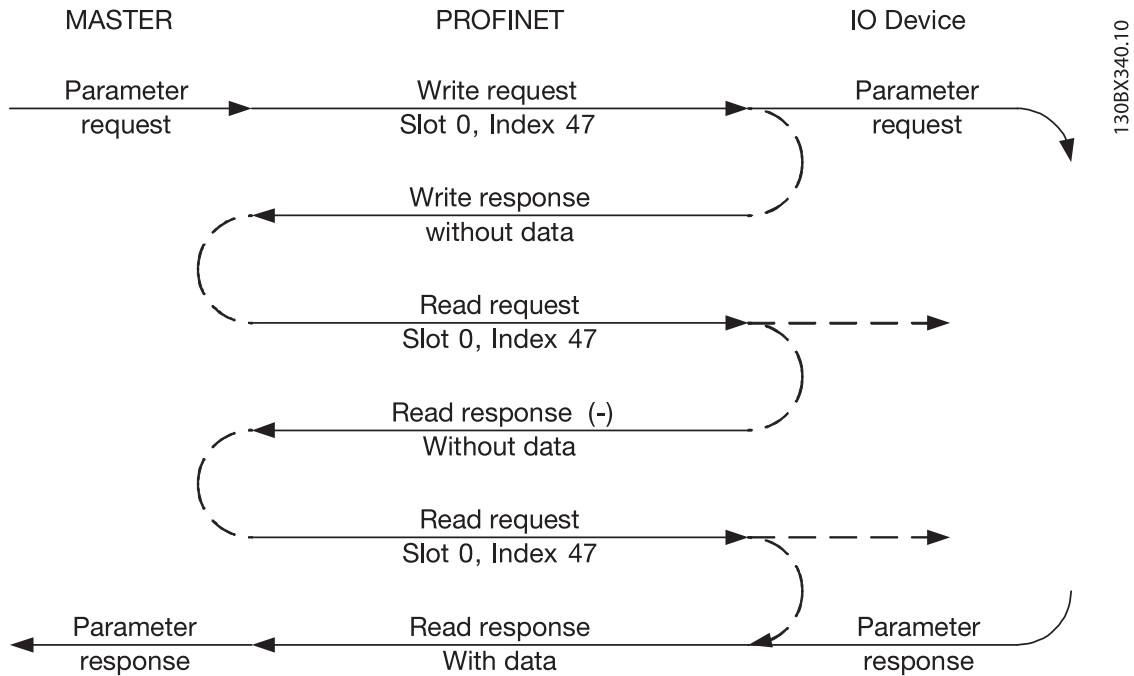 MASTER PROFINET IO Device
130BX340.10
Parameter Write request Parameter
request Slot 0, Index 47 request
Write response
without data
Read request
Slot 0, Index 47
Read response (-)
Without data
Read request
Slot 0, Index 47
Parameter Read response Parameter
response With data response